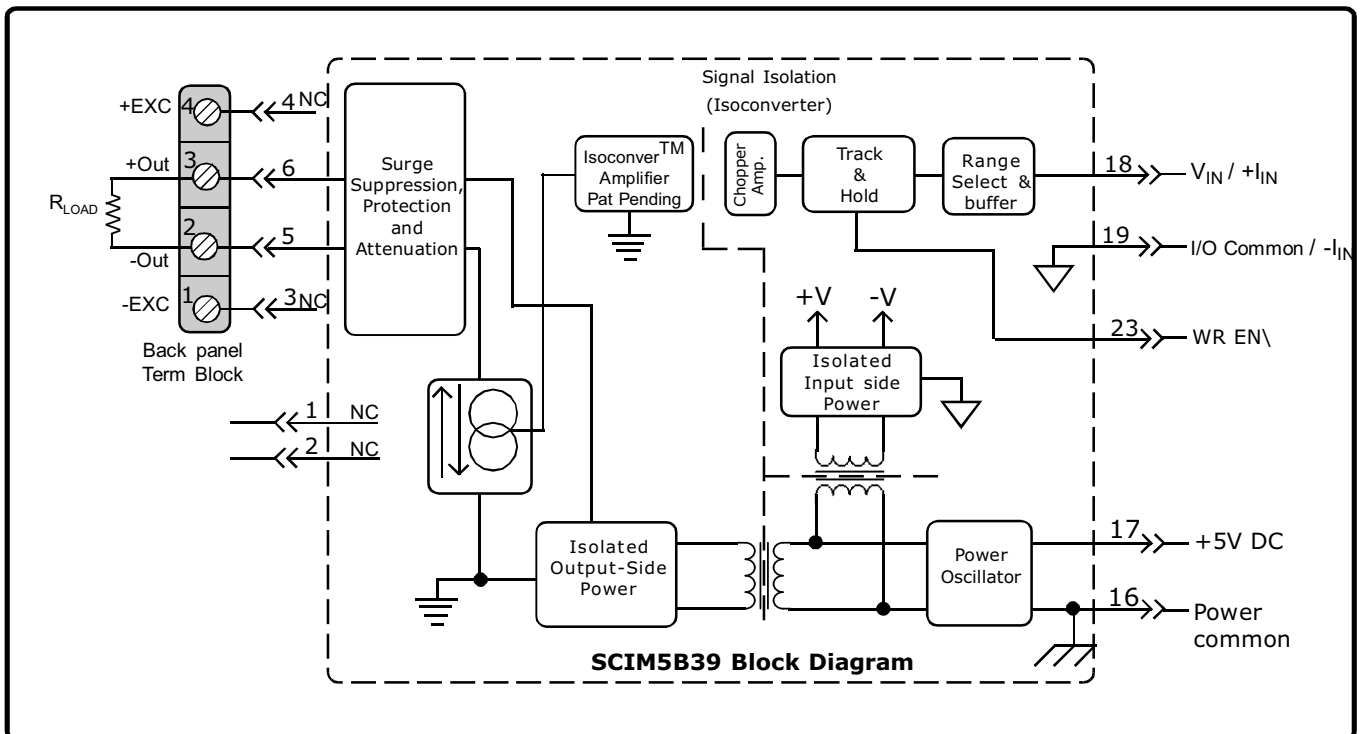 Signal Isolation
(Isoconverter)
+EXC
4
4 NC
+Out
3
6
RLOAD
2
5
-Out
1
3 NC
-EXC
Back panel
Term Block
1 NC
2 NC
Surge
Suppression,
Protection
and
Attenuation
Isoconver TM
Amplifier
Pat Pending
Chopper
Amp.
Track
&
Hold
Range
Select &
buffer
18
VIN / +IIN
19
I/O Common / -IIN
23
WR EN\
+V
-V
Isolated
Input side
Power
Isolated
Output-Side
Power
Power
Oscillator
17
+5V DC
16
Power
common
SCIM5B39 Block Diagram